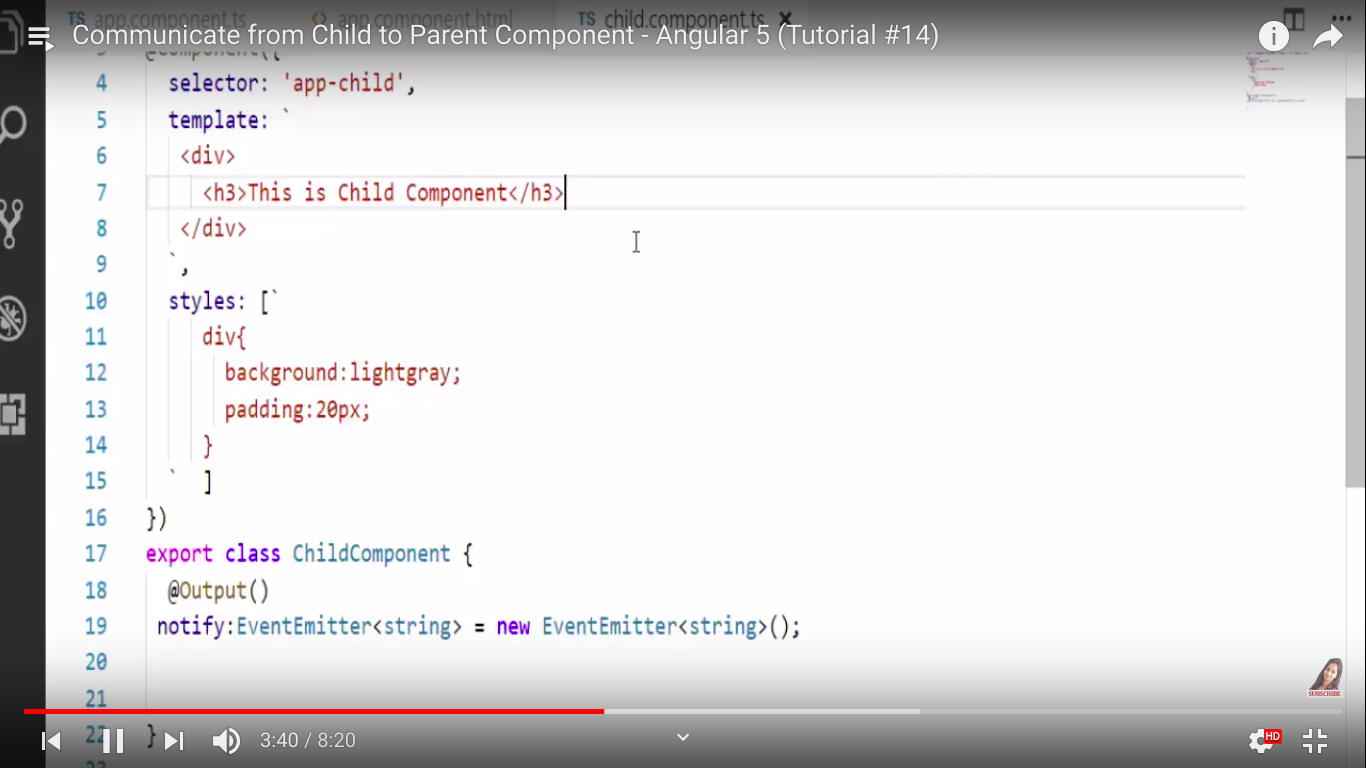 TS app.component.ts <> app.component.html TS child.component.ts ×
Communicate from Child to Parent Component - Angular 5 (Tutorial #14)
3 @Component({
4 selector: 'app-child',
5 template: `
6 <div>
7 <h3>This is Child Component</h3>
8 </div>
9 `,
10 styles: [`
11 div{
12 background:lightgray;
13 padding:20px;
14 }
15 ` ]
16 })
17 export class ChildComponent {
18 @Output()
19 notify:EventEmitter<string> = new EventEmitter<string>();
20
21
22 }
SUBSCRIBE
3:40 / 8:20
HD
23